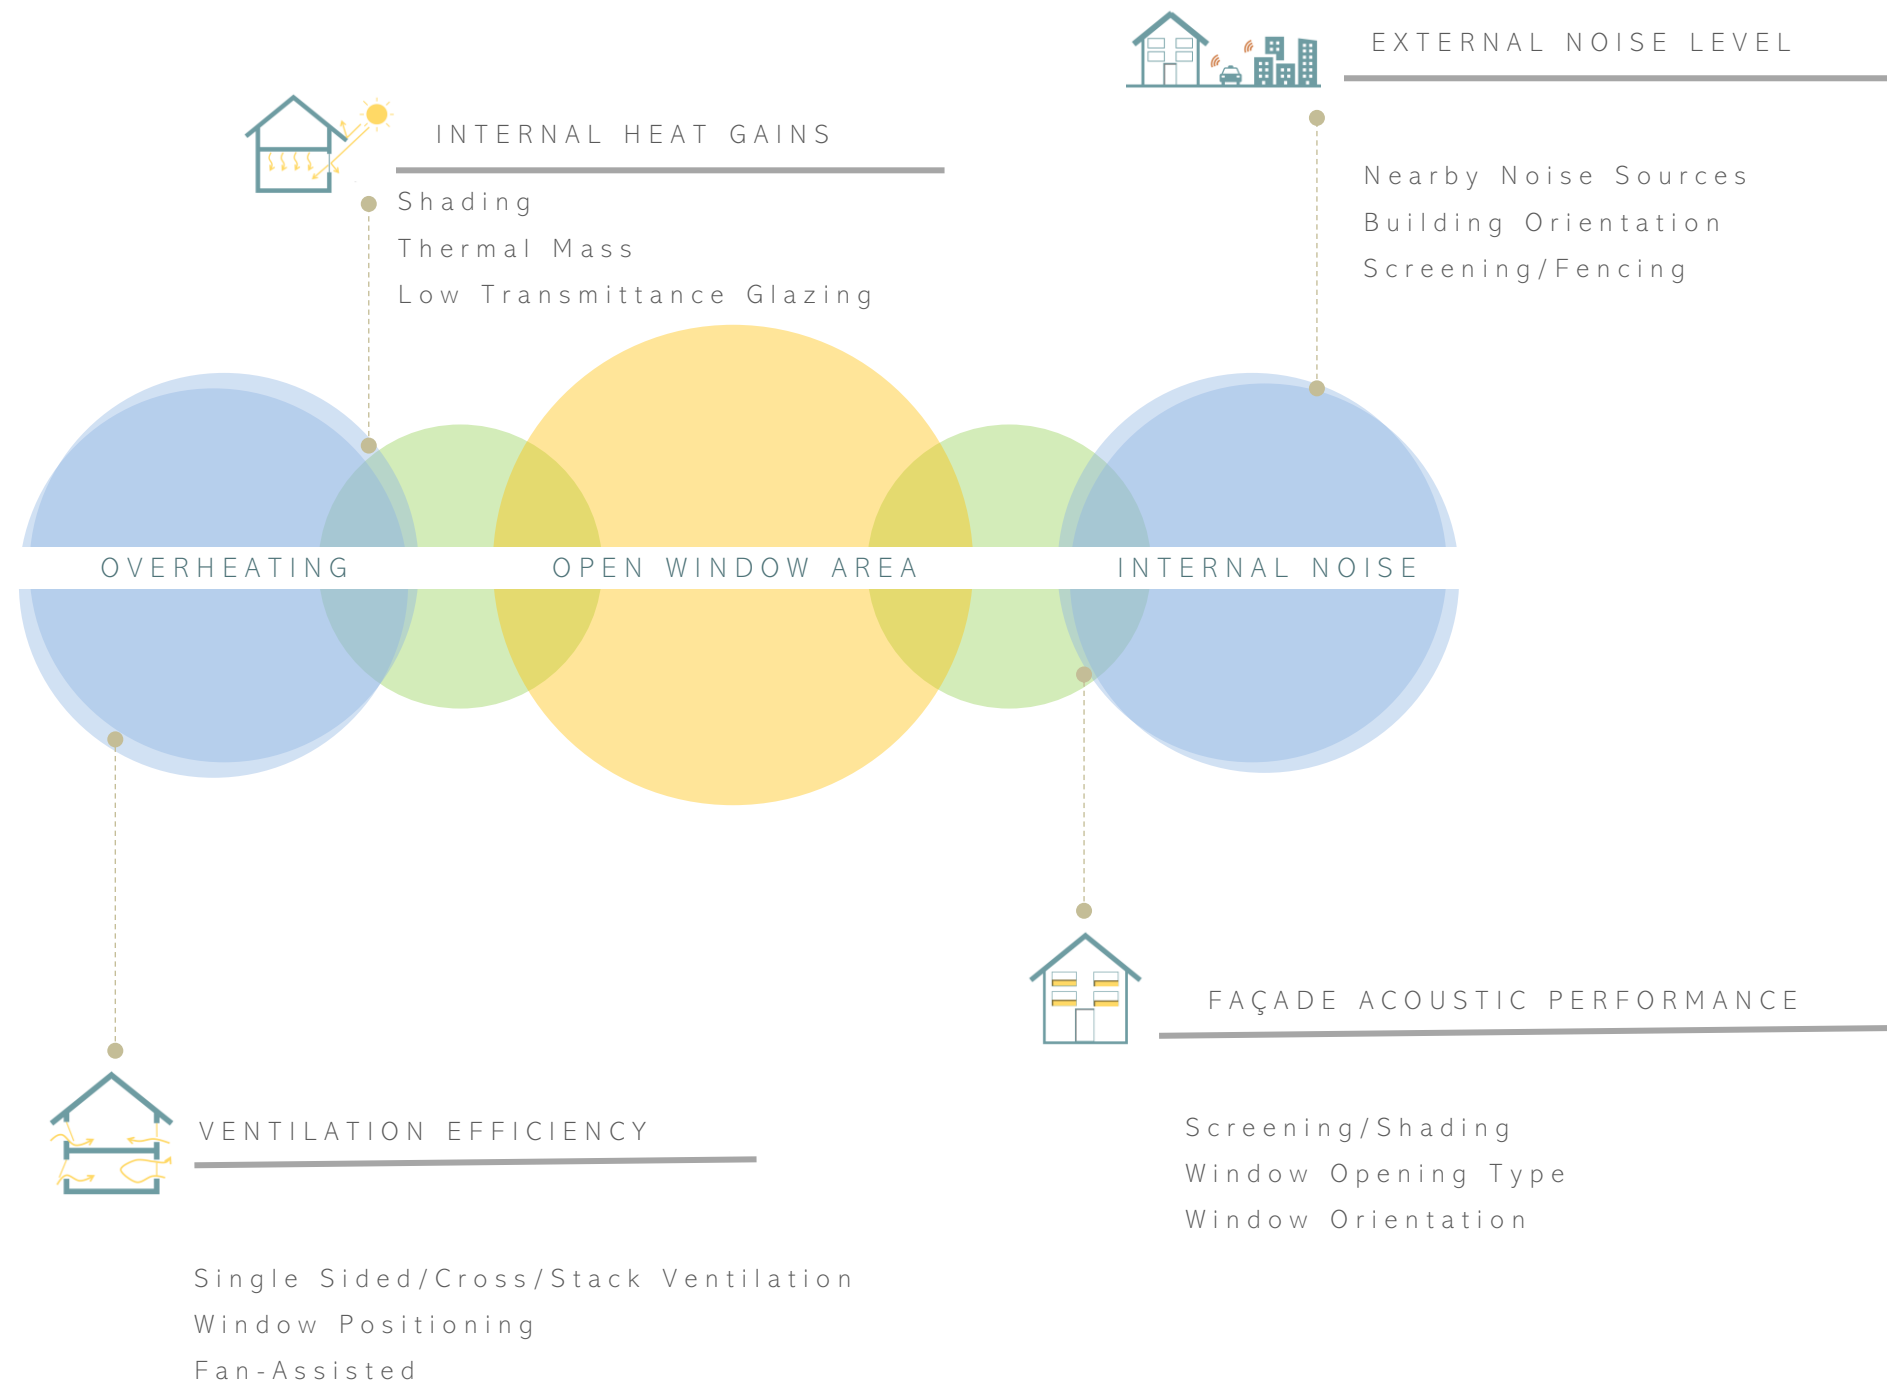 EXTERNAL NOISE LEVEL
Nearby Noise Sources
Building Orientation
Screening/Fencing
INTERNAL HEAT GAINS
Shading
Thermal Mass
Low Transmittance Glazing
OVERHEATING
OPEN WINDOW AREA
INTERNAL NOISE
FAÇADE ACOUSTIC PERFORMANCE
Screening/Shading
Window Opening Type
Window Orientation
VENTILATION EFFICIENCY
Single Sided/Cross/Stack Ventilation
Window Positioning
Fan-Assisted